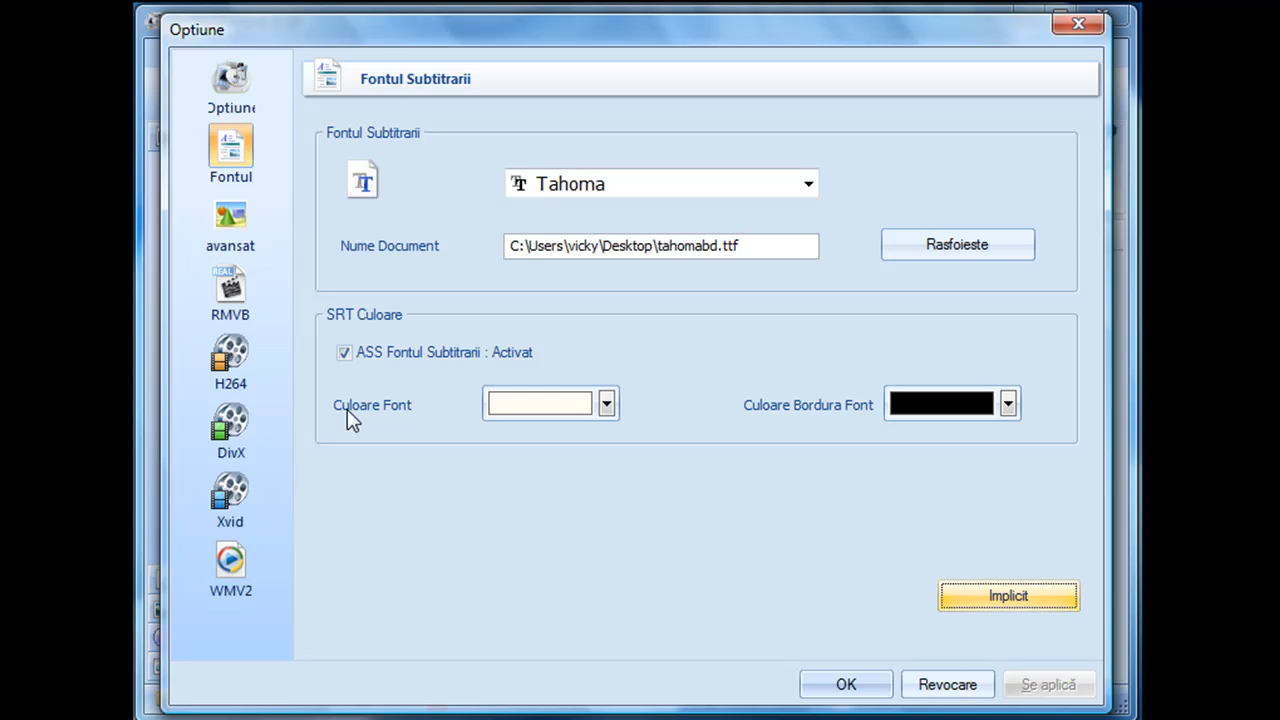 Optiune
Optiune
Fontul
avansat
REAL
RMVB
H264
DivX
Xvid
WMV2
Fontul Subtitrarii
Fontul Subtitrarii
Tahoma
Nume Document
C:\Users\vicky\Desktop\tahomabd.ttf
Rasfoieste
SRT Culoare
ASS Fontul Subtitrarii : Activat
Culoare Font
Culoare Bordura Font
Implicit
OK
Revocare
Se aplică